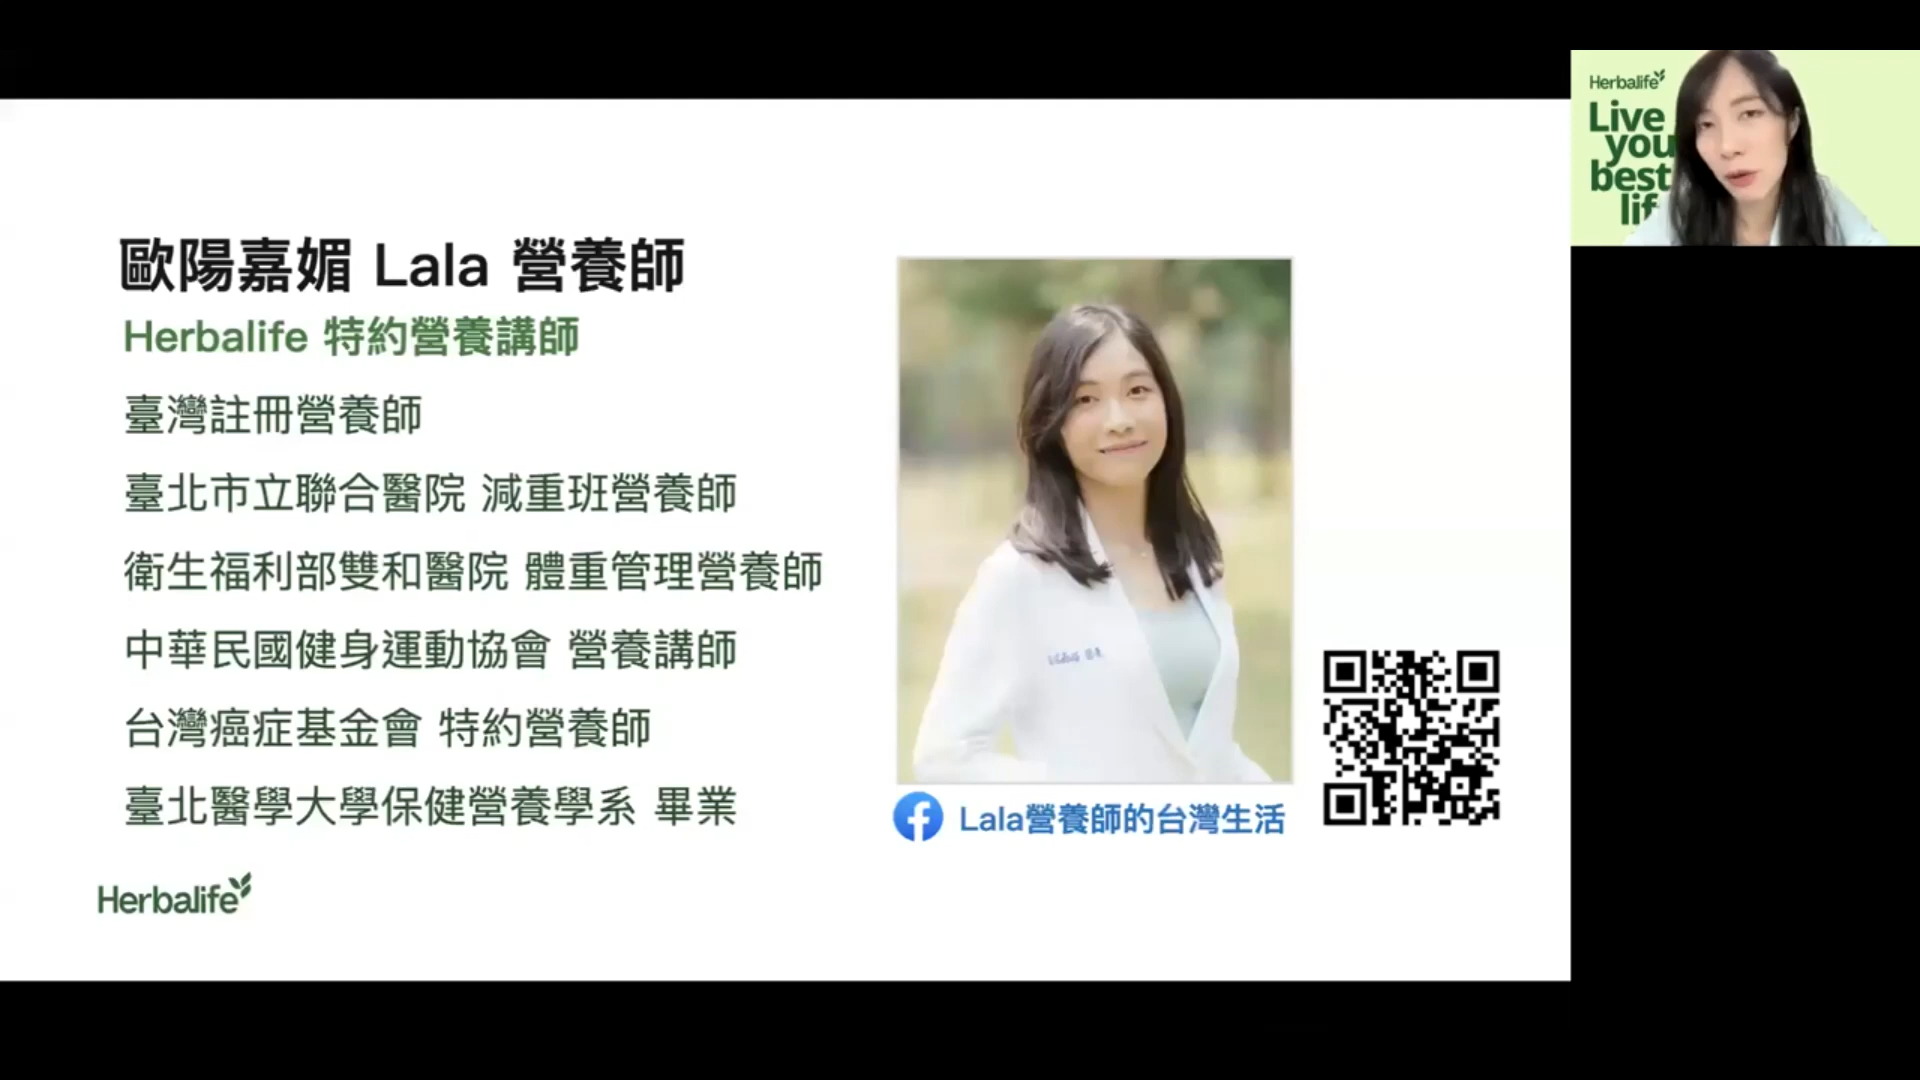 歐陽嘉媚 Lala 營養師
Herbalife 特約營養講師
臺灣註冊營養師
臺北市立聯合醫院 減重班營養師
衛生福利部雙和醫院 體重管理營養師
中華民國健身運動協會 營養講師
台灣癌症基金會 特約營養師
臺北醫學大學保健營養學系 畢業
Herbalife
Lala營養師的台灣生活
Herbalife
Live
you
best
lif